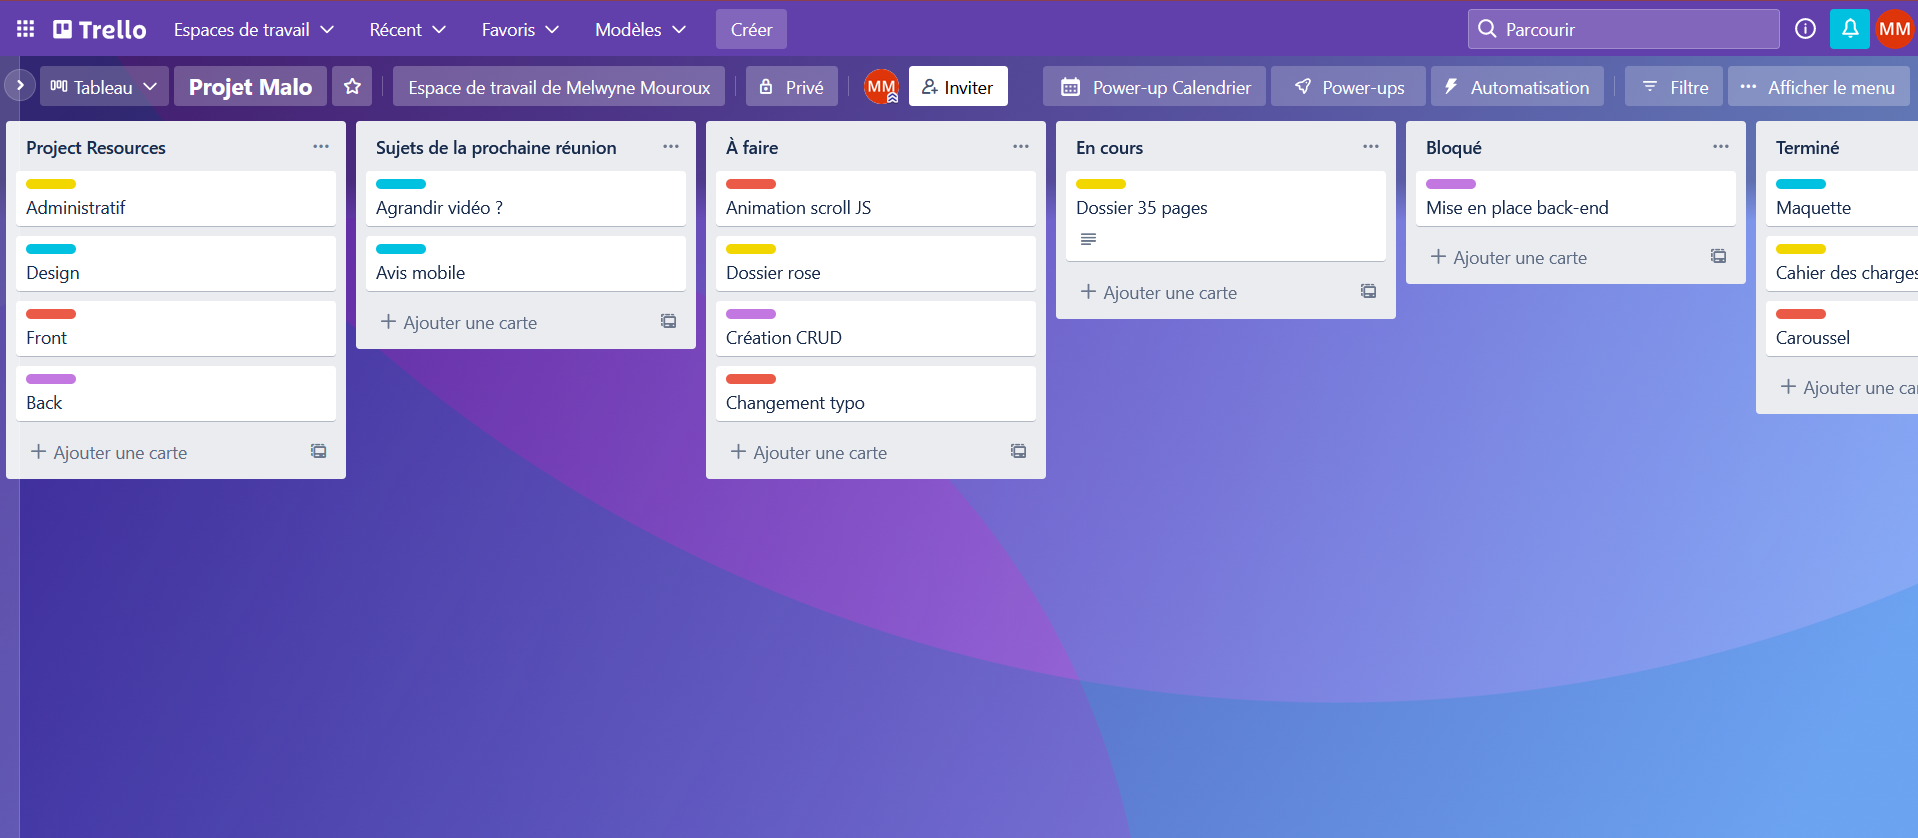 Trello
Espaces de travail
Récent
Favoris
Modèles
Créer
Parcourir
MM
Tableau
Projet Malo
Espace de travail de Melwyne Mouroux
Privé
MM
Inviter
Power-up Calendrier
Power-ups
Automatisation
Filtre
Afficher le menu
Project Resources
Administratif
Design
Front
Back
Ajouter une carte
Sujets de la prochaine réunion
Agrandir vidéo ?
Avis mobile
Ajouter une carte
À faire
Animation scroll JS
Dossier rose
Création CRUD
Changement typo
Ajouter une carte
En cours
Dossier 35 pages
Ajouter une carte
Bloqué
Mise en place back-end
Ajouter une carte
Terminé
Maquette
Cahier des charges
Caroussel
Ajouter une car